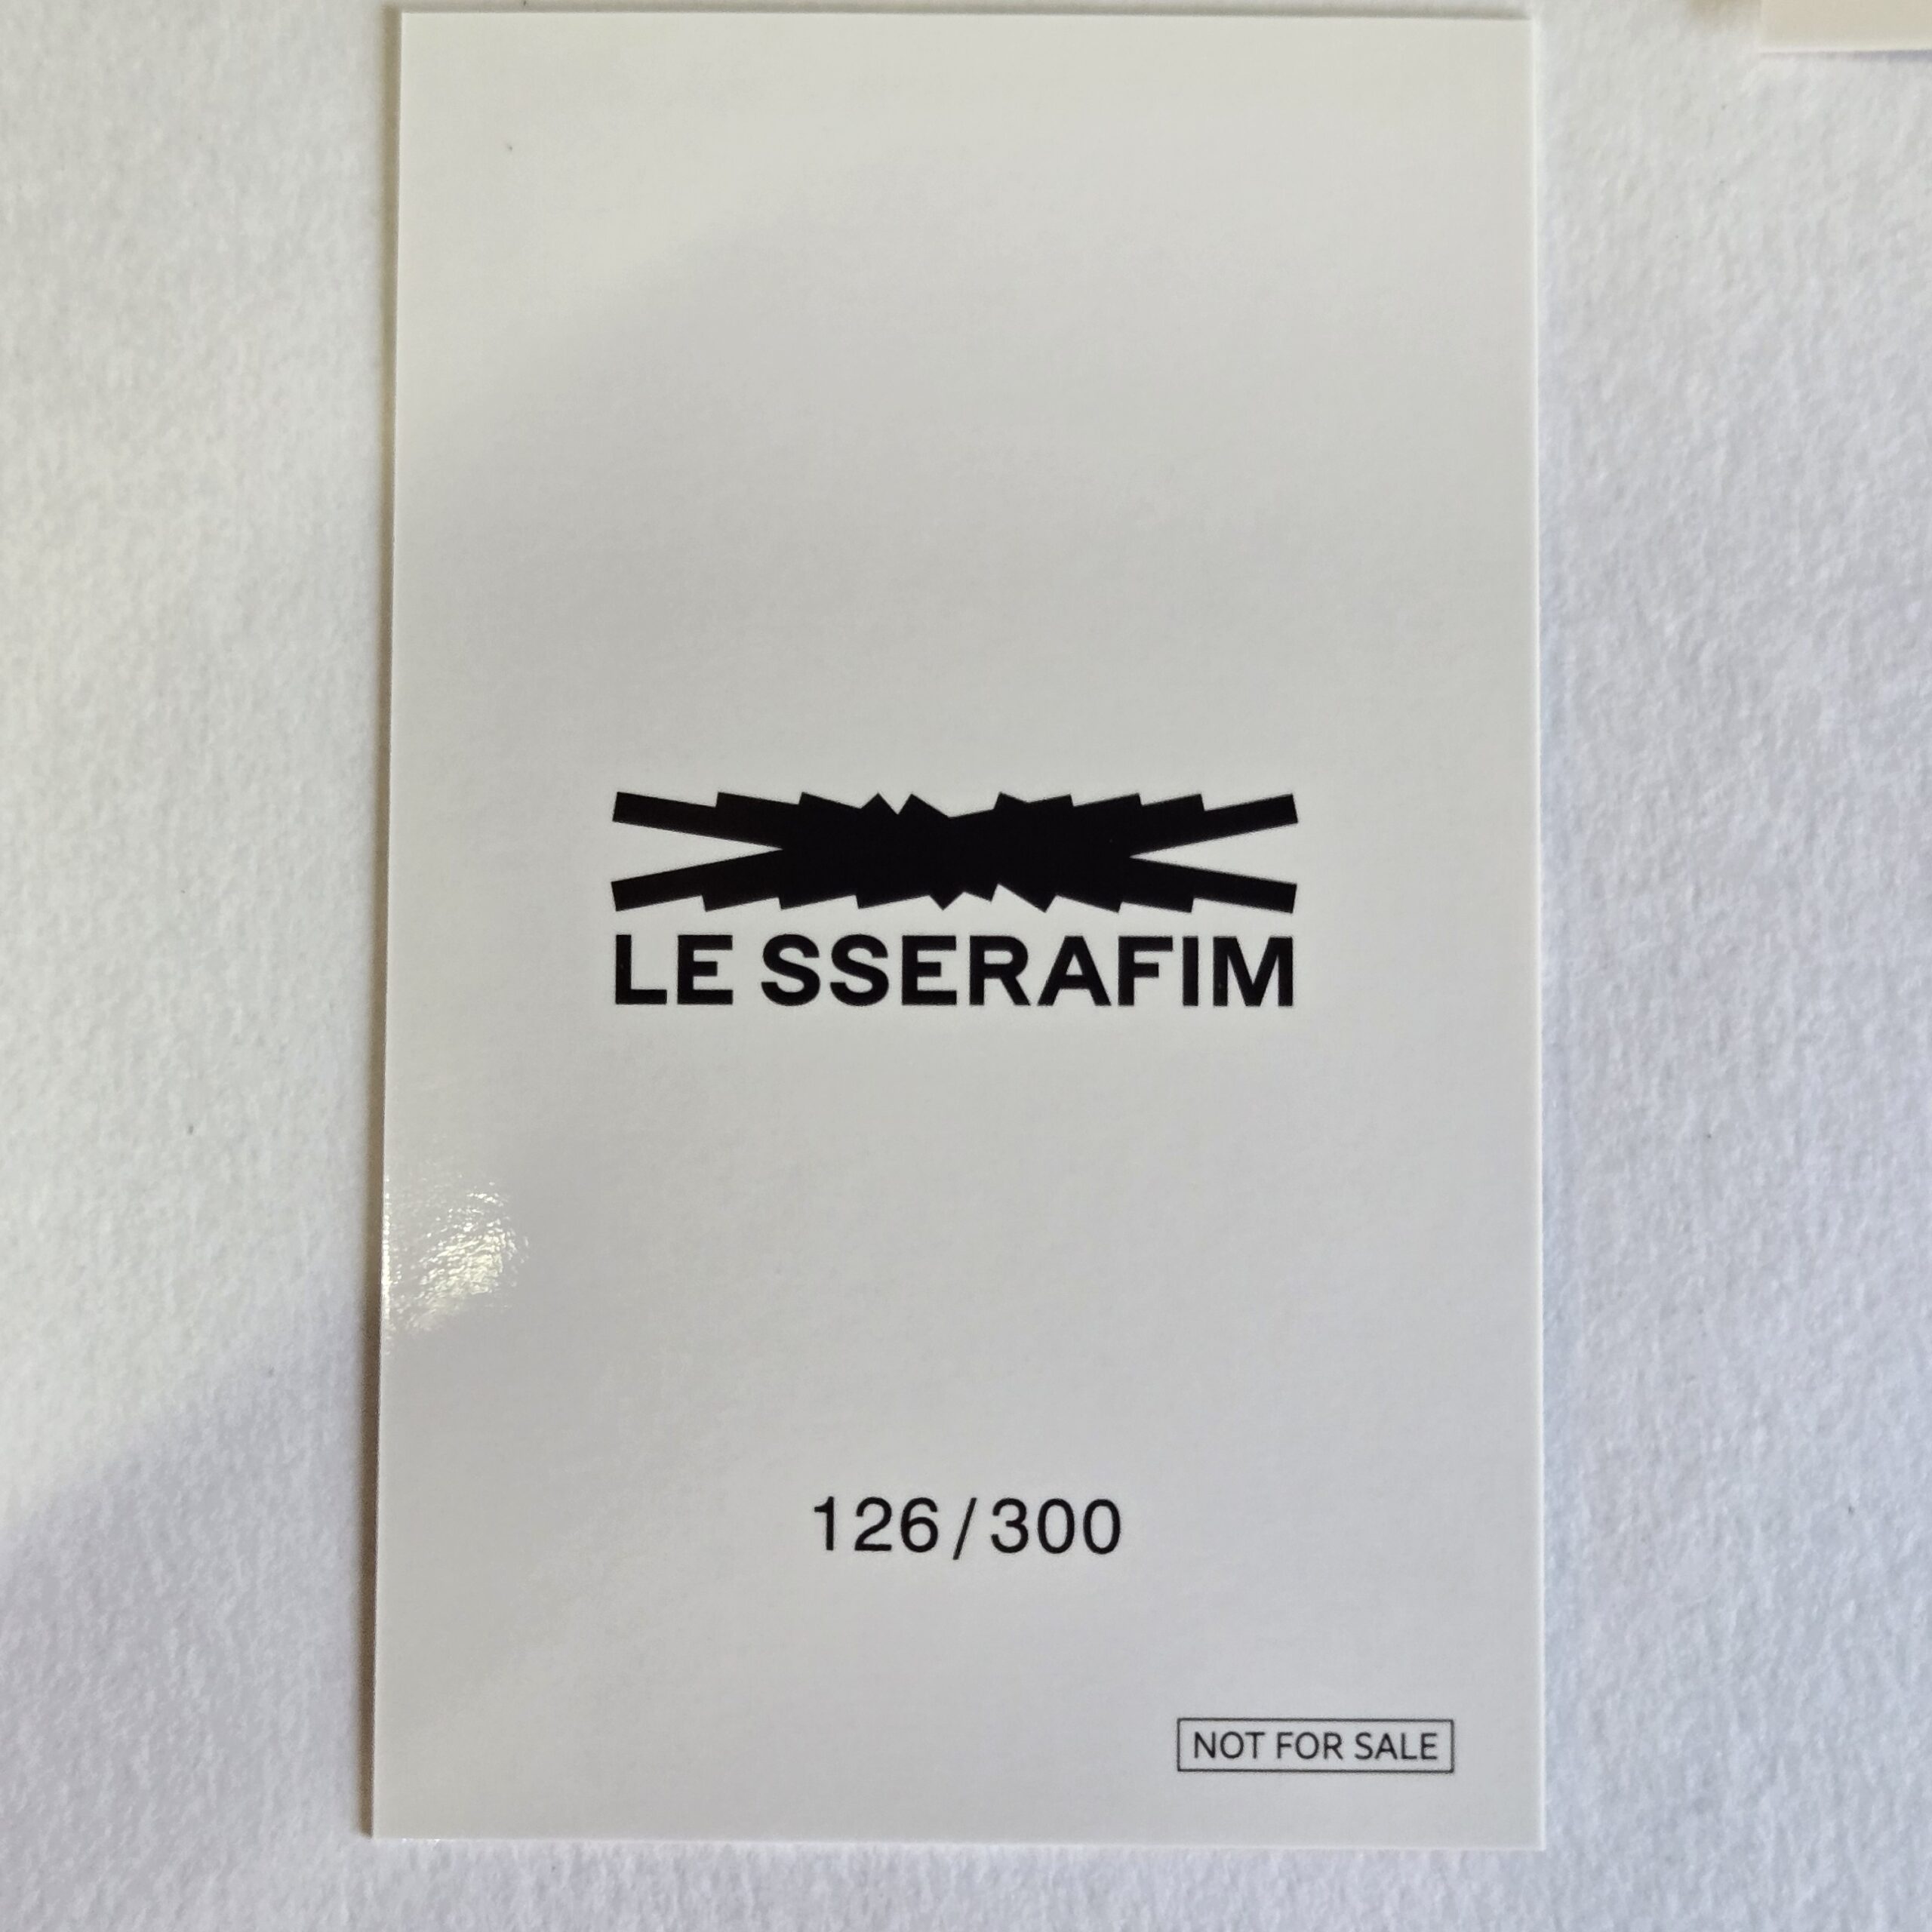 LE SSERAFIM
126/300
NOT FOR SALE